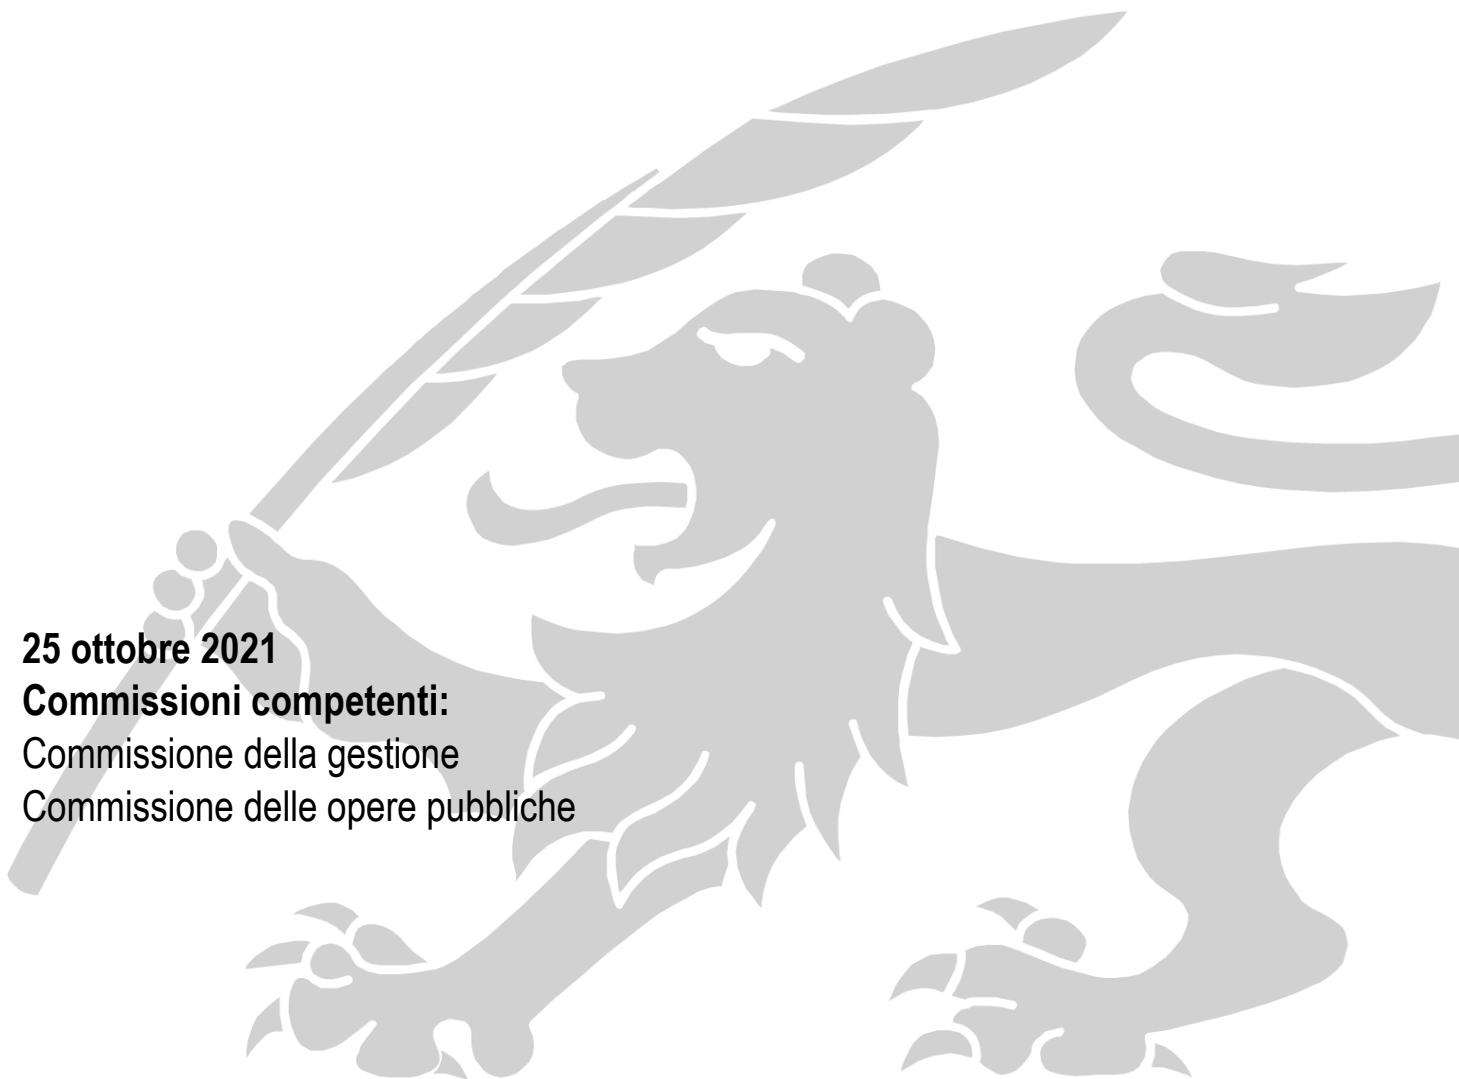 25 ottobre 2021
Commissioni competenti:
Commissione della gestione
Commissione delle opere pubbliche